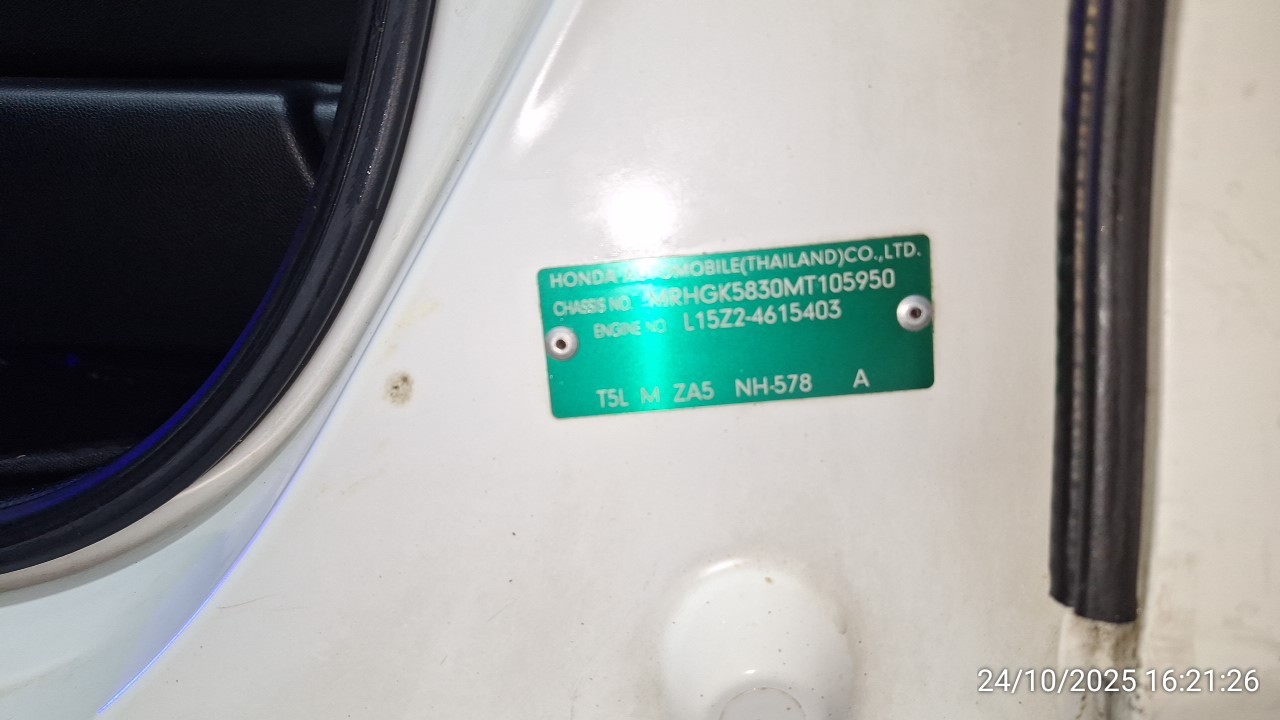 HONDA AUTOMOBILE(THAILAND)CO.,LTD.
CHASSIS NO. MRHGK5830MT105950
ENGINE NO. L15Z2-4615403
T5L M ZA5 NH-578 A
24/10/2025 16:21:26